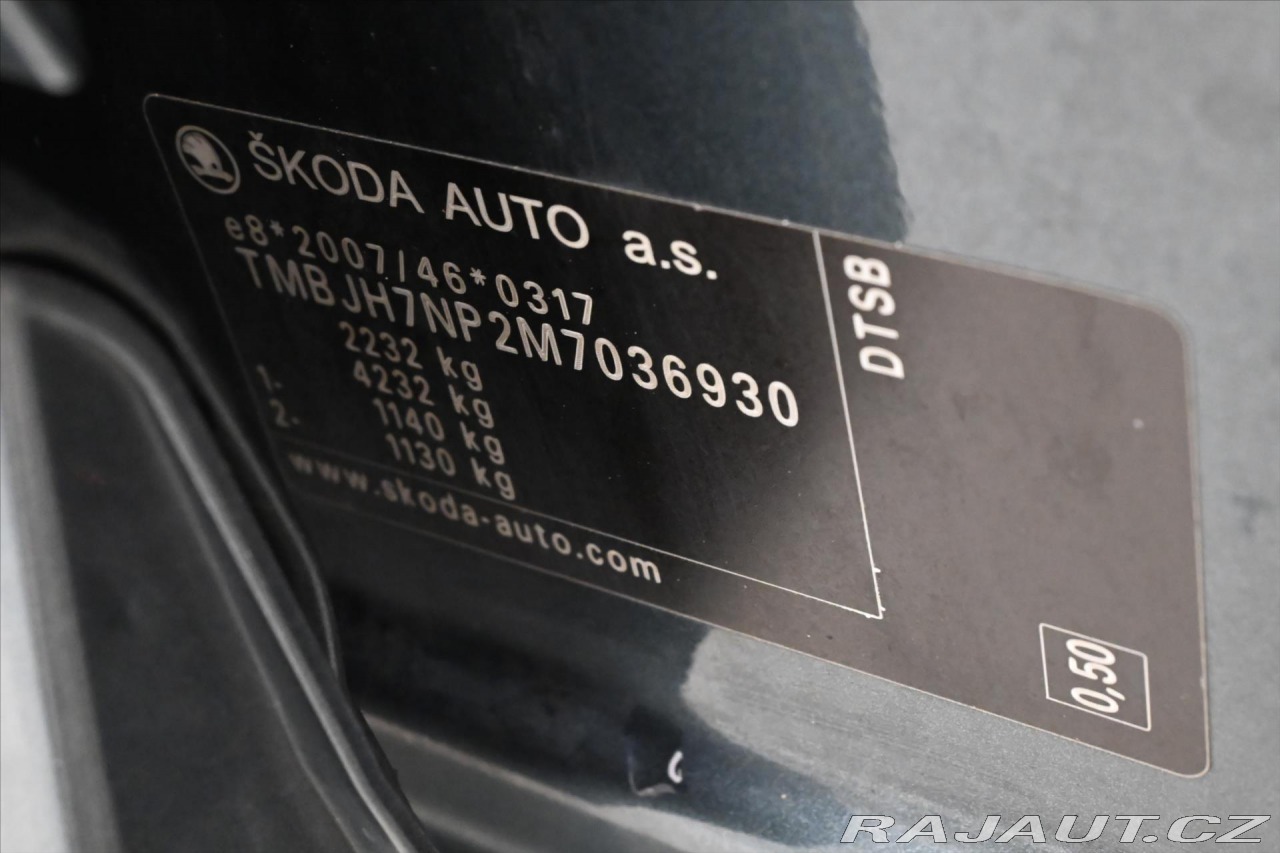 ŠKODA AUTO a.s.
e8*2007/46*0317
TMBJH7NP2M7036930
2232 kg
4232 kg
1- 1140 kg
2- 1130 kg
www.skoda-auto.com
DTSB
0,50
RAJAUT.CZ